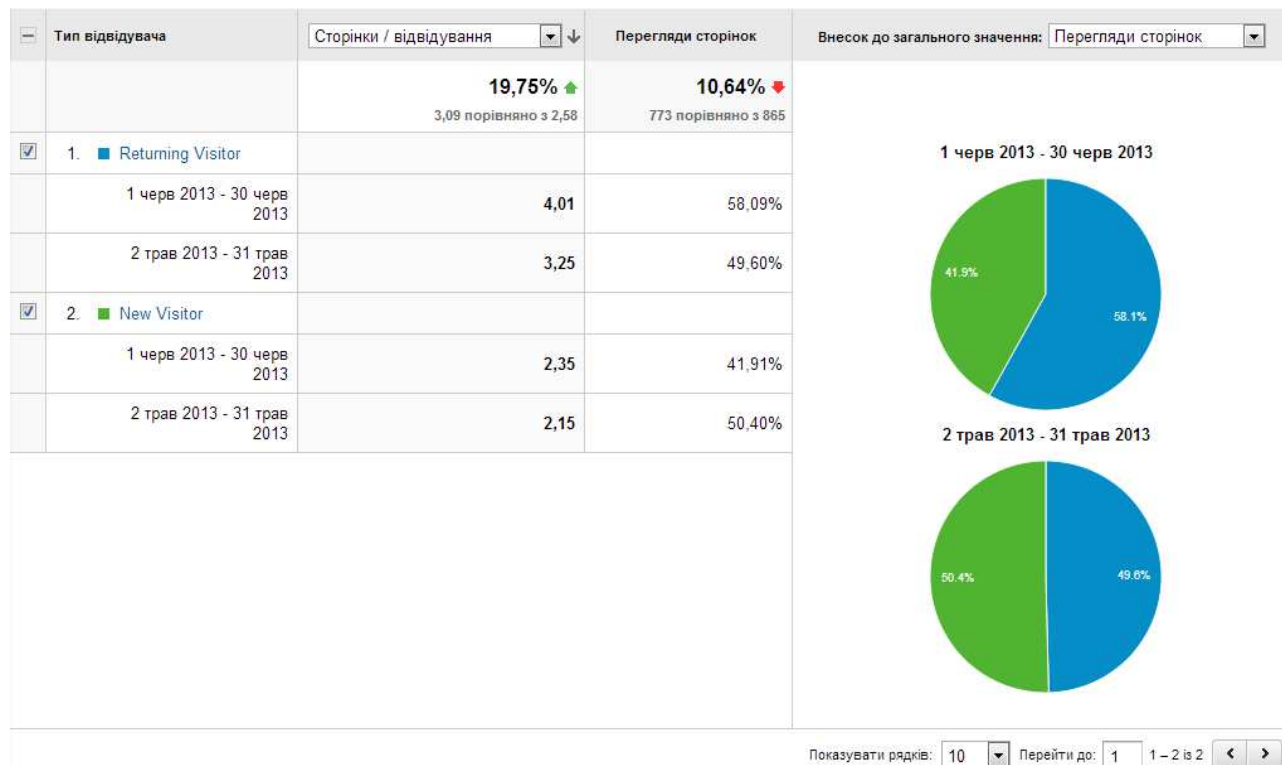 Тип відвідувача
Сторінки / відвідування
Перегляди сторінок
Внесок до загального значення: Перегляди сторінок
19,75%
10,64%
3,09 порівняно з 2,58
773 порівняно з 865
1. Returning Visitor
1 черв 2013 - 30 черв
2013
4,01
58,09%
2 трав 2013 - 31 трав
2013
3,25
49,60%
2. New Visitor
1 черв 2013 - 30 черв
2013
2,35
41,91%
2 трав 2013 - 31 трав
2013
2,15
50,40%
1 черв 2013 - 30 черв 2013
41.9%
58.1%
2 трав 2013 - 31 трав 2013
50.4%
49.6%
Показувати рядків: 10 Перейти до: 1 1 – 2 із 2